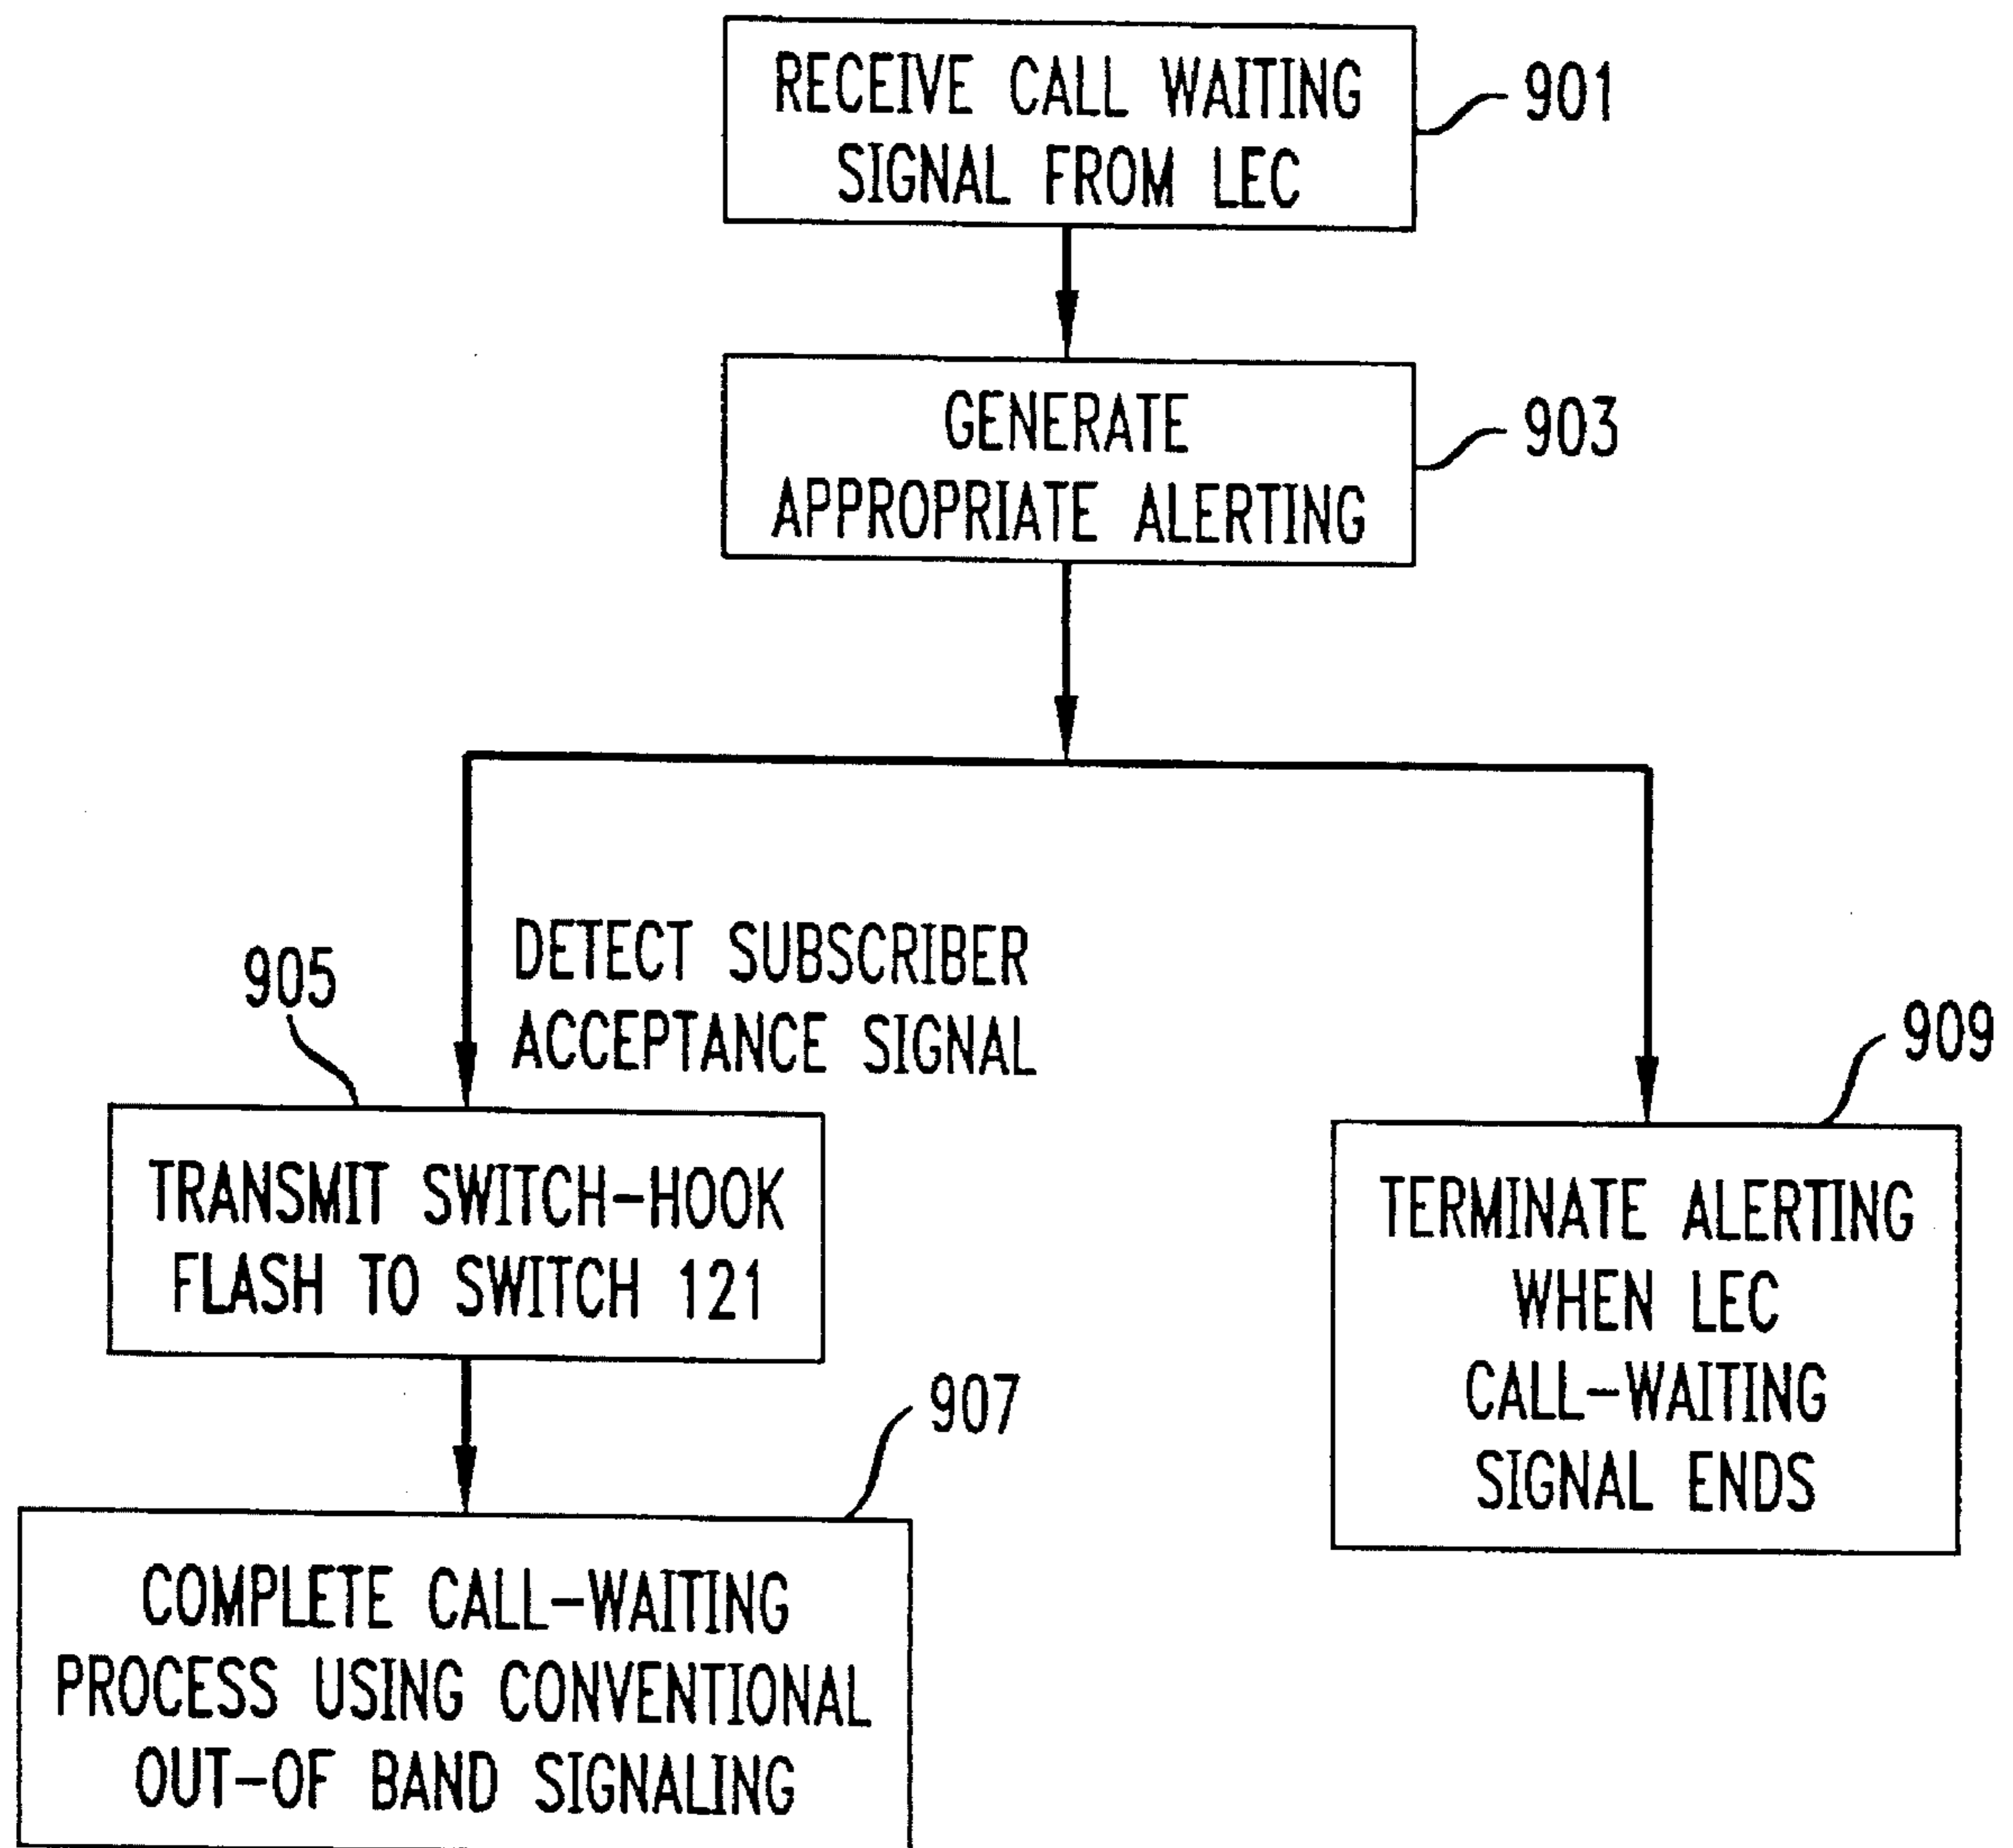 RECEIVE CALL WAITING
SIGNAL FROM LEC
901
GENERATE
APPROPRIATE ALERTING
903
DETECT SUBSCRIBER
ACCEPTANCE SIGNAL
905
TRANSMIT SWITCH-HOOK
FLASH TO SWITCH 121
907
COMPLETE CALL-WAITING
PROCESS USING CONVENTIONAL
OUT-OF BAND SIGNALING
909
TERMINATE ALERTING
WHEN LEC
CALL-WAITING
SIGNAL ENDS